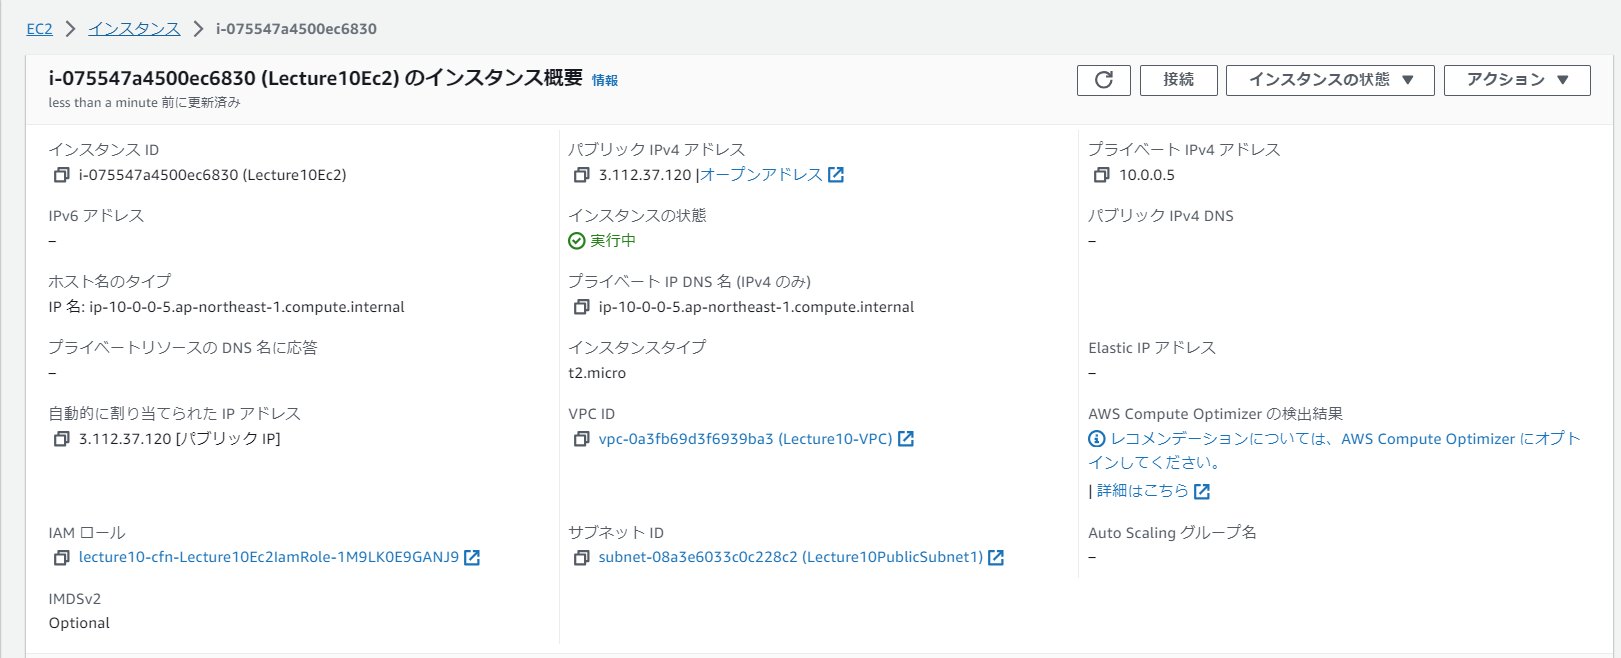 EC2 > インスタンス > i-075547a4500ec6830
i-075547a4500ec6830 (Lecture10Ec2) のインスタンス概要 情報
less than a minute 前に更新済み
接続
インスタンスの状態 ▼
アクション ▼
インスタンス ID
i-075547a4500ec6830 (Lecture10Ec2)
パブリック IPv4 アドレス
3.112.37.120 |オープンアドレス
プライベート IPv4 アドレス
10.0.0.5
IPv6 アドレス
–
インスタンスの状態
実行中
パブリック IPv4 DNS
–
ホスト名のタイプ
IP 名: ip-10-0-0-5.ap-northeast-1.compute.internal
プライベート IP DNS 名 (IPv4 のみ)
ip-10-0-0-5.ap-northeast-1.compute.internal
プライベートリソースの DNS 名に応答
–
インスタンスタイプ
t2.micro
Elastic IP アドレス
–
自動的に割り当てられた IP アドレス
3.112.37.120 [パブリック IP]
VPC ID
vpc-0a3fb69d3f6939ba3 (Lecture10-VPC)
AWS Compute Optimizer の検出結果
レコメンデーションについては、AWS Compute Optimizer にオプト
インしてください。
| 詳細はこちら
IAM ロール
lecture10-cfn-Lecture10Ec2IamRole-1M9LK0E9GANJ9
サブネット ID
subnet-08a3e6033c0c228c2 (Lecture10PublicSubnet1)
Auto Scaling グループ名
–
IMDSv2
Optional